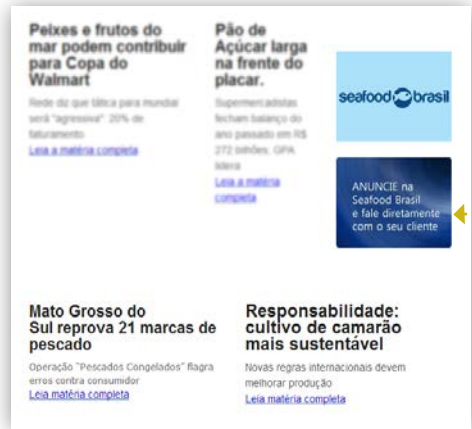 Peixes e frutos do
mar podem contribuir
para Copa do
Walmart
Rede diz que tática para mundial
será "agressiva": 20% de
faturamento
Leia a matéria completa
Pão de
Açúcar larga
na frente do
placar.
Supermercadistas
fecham balanço do
ano passado em R$
272 bilhões; GPA
lidera
Leia a matéria
completa
seafood brasil
ANUNCIE na
Seafood Brasil
e fale diretamente
com o seu cliente
Mato Grosso do
Sul reprova 21 marcas de
pescado
Operação "Pescados Congelados" flagra
erros contra consumidor
Leia matéria completa
Responsabilidade:
cultivo de camarão
mais sustentável
Novas regras internacionais devem
melhorar produção
Leia matéria completa